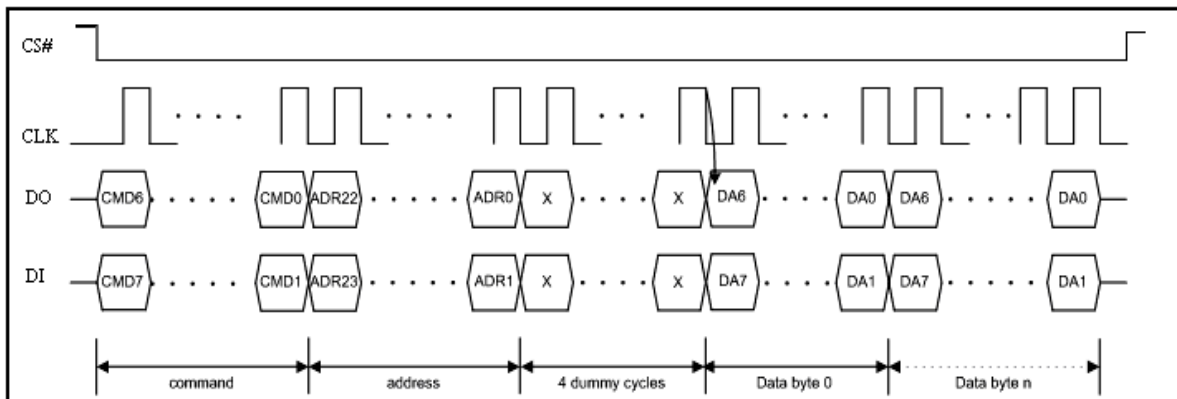 CS#
CLK
DO CMD6 CMD0 ADR22 ADR0 X X DA6 DA0 DA6 DA0
DI CMD7 CMD1 ADR23 ADR1 X X DA7 DA1 DA7 DA1
command address 4 dummy cycles Data byte 0 Data byte n